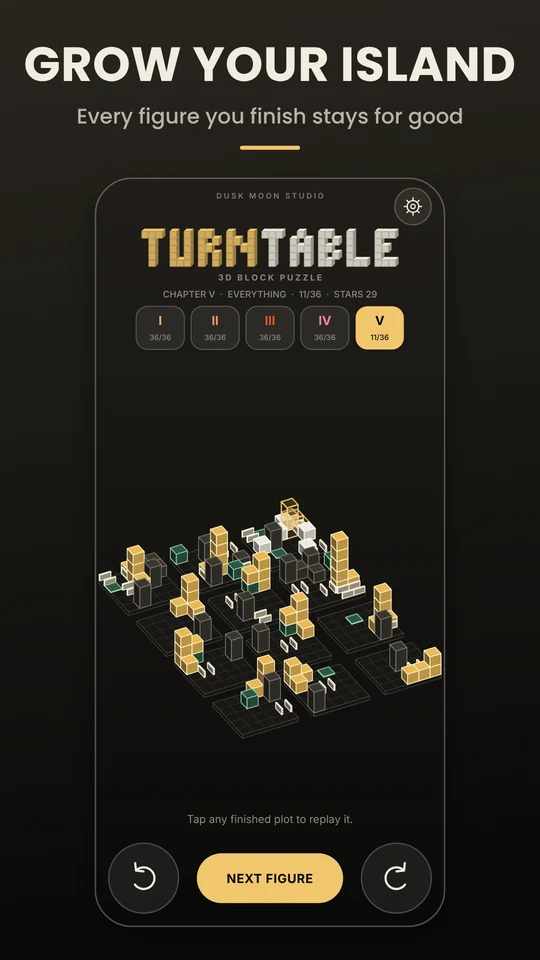 GROW YOUR ISLAND
Every figure you finish stays for good
DUSK MOON STUDIO
TURNTABLE
3D BLOCK PUZZLE
CHAPTER V · EVERYTHING · 11/36 · STARS 29
I II III IV V
36/36 36/36 36/36 36/36 11/36
Tap any finished plot to replay it.
NEXT FIGURE